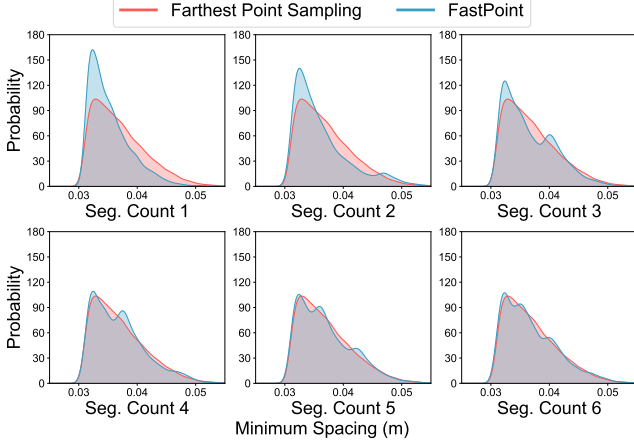 Farthest Point Sampling FastPoint
180 180 180
150 150 150
120 120 120
90 90 90
60 60 60
30 30 30
0 0 0
Probability
0.03 0.04 0.05 0.03 0.04 0.05 0.03 0.04 0.05
Seg. Count 1 Seg. Count 2 Seg. Count 3
180 180 180
150 150 150
120 120 120
90 90 90
60 60 60
30 30 30
0 0 0
Probability
0.03 0.04 0.05 0.03 0.04 0.05 0.03 0.04 0.05
Seg. Count 4 Seg. Count 5 Seg. Count 6
Minimum Spacing (m)